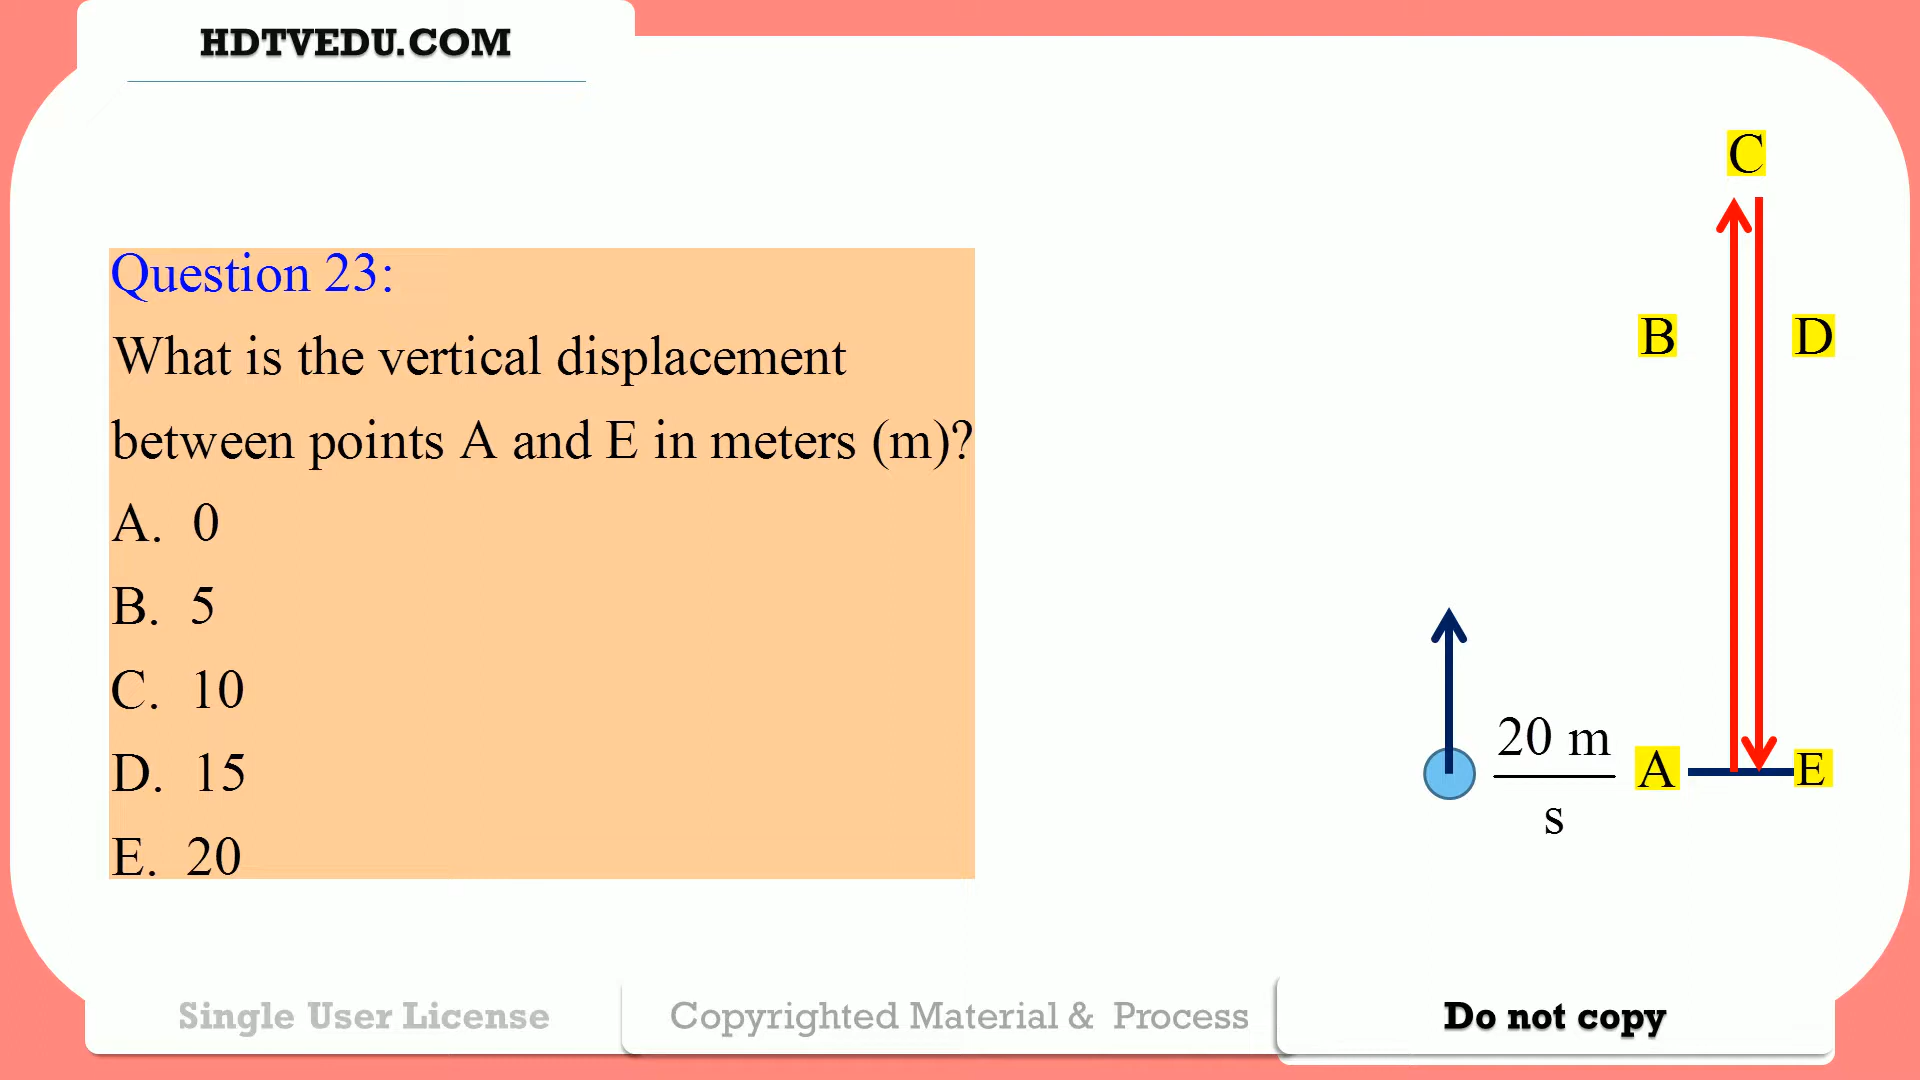 HDTVEDU.COM
Question 23:
What is the vertical displacement
between points A and E in meters (m)?
A. 0
B. 5
C. 10
D. 15
E. 20
C
B
D
20 m
s
A
E
Single User License
Copyrighted Material & Process
Do not copy